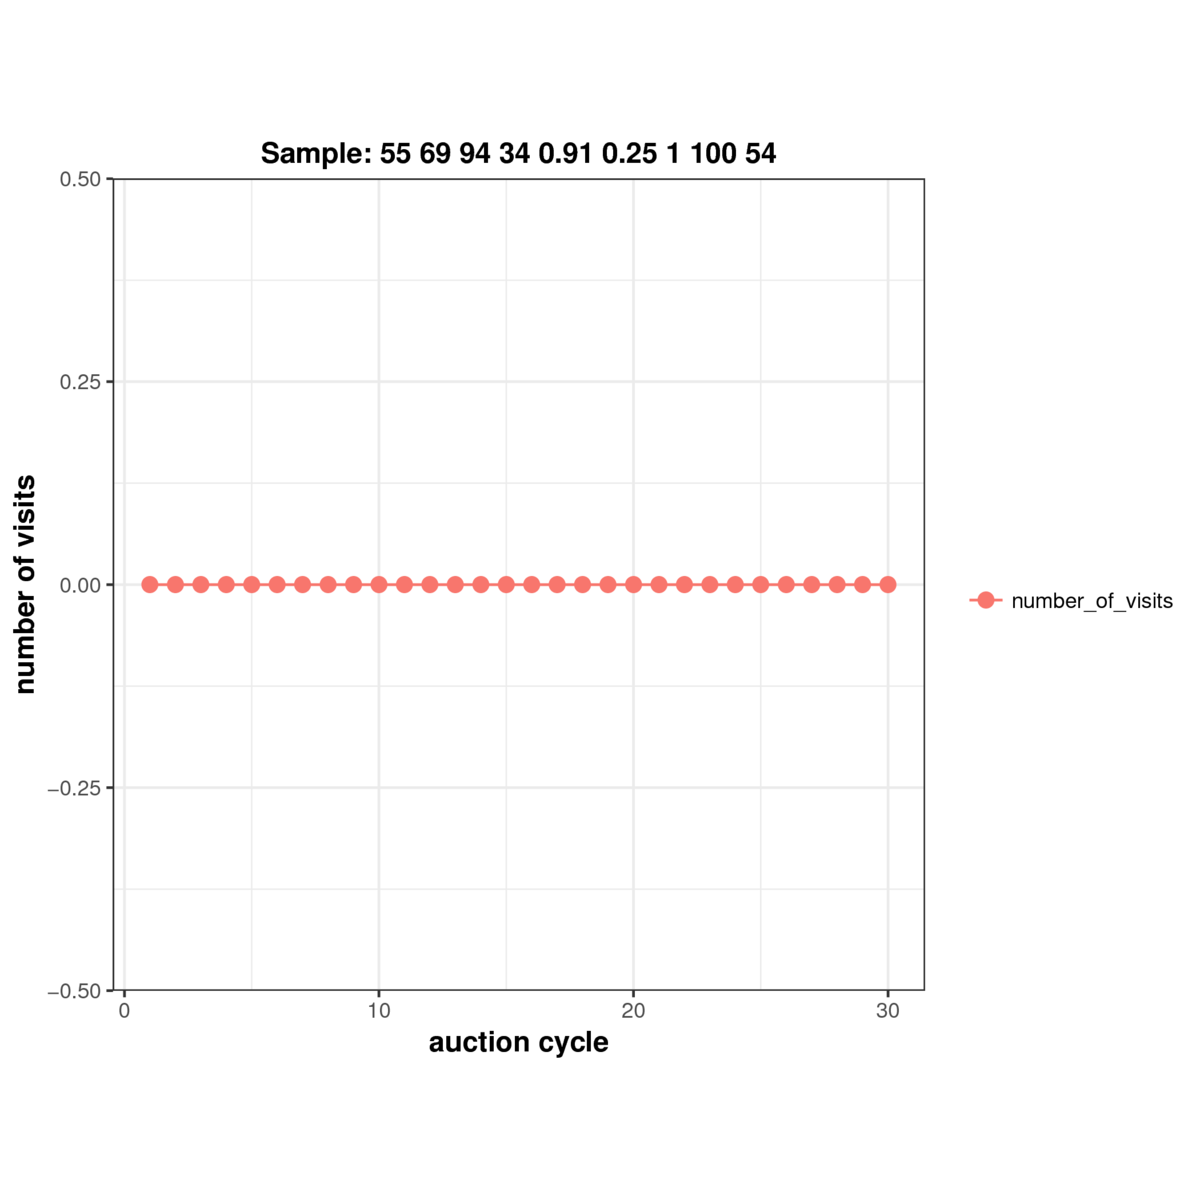 Sample: 55 69 94 34 0.91 0.25 1 100 54
0.50
0.25
0.00
−0.25
−0.50
number of visits
0 10 20 30
auction cycle
number_of_visits